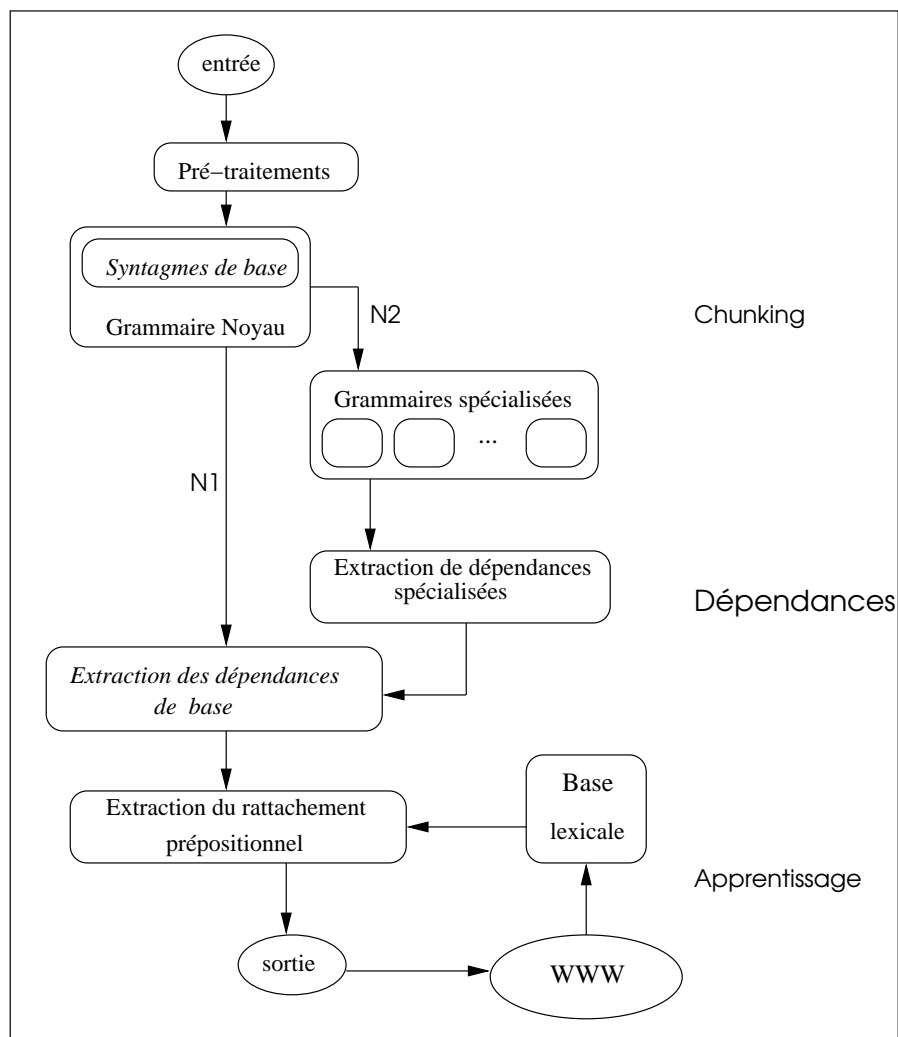 entrée
Pré−traitements
Syntagmes de base
Grammaire Noyau
N2
Chunking
Grammaires spécialisées
...
N1
Extraction de dépendances
spécialisées
Dépendances
Extraction des dépendances
de base
Base
lexicale
Extraction du rattachement
prépositionnel
Apprentissage
sortie
WWW